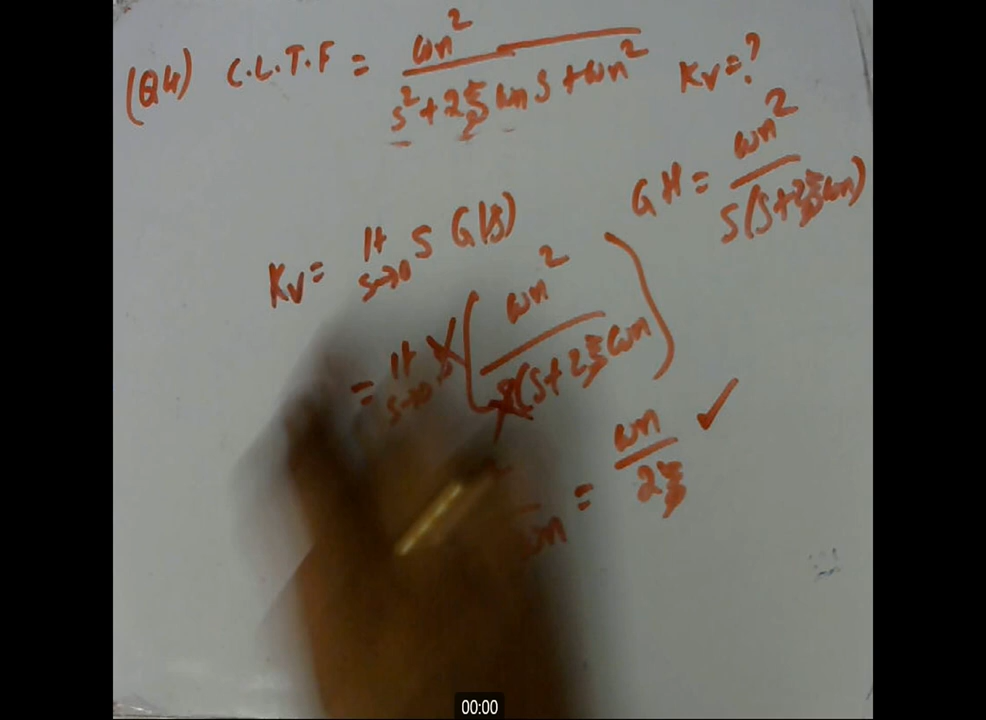 (Q4) C.L.T.F = ωn² / s² + 2ξωns + ωn² Kv = ?
GH = ωn² / s(s+2ξωn)
Kv = lt s→0 s G(s)
= lt s→0 s ( ωn² / s(s+2ξωn) )
ωn = ωn / 2ξ ✓
00:00